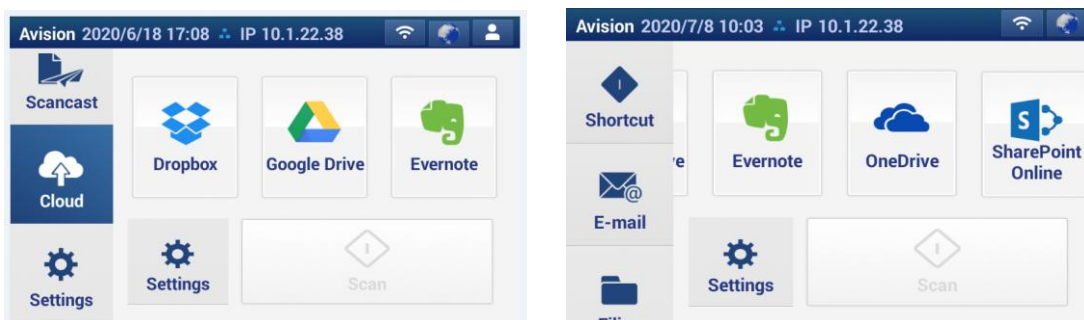 Avision 2020/6/18 17:08 IP 10.1.22.38
Scancast
Dropbox
Google Drive
Evernote
Cloud
Settings
Settings
Scan
Avision 2020/7/8 10:03 IP 10.1.22.38
Shortcut
Evernote
OneDrive
SharePoint
Online
E-mail
Settings
Scan